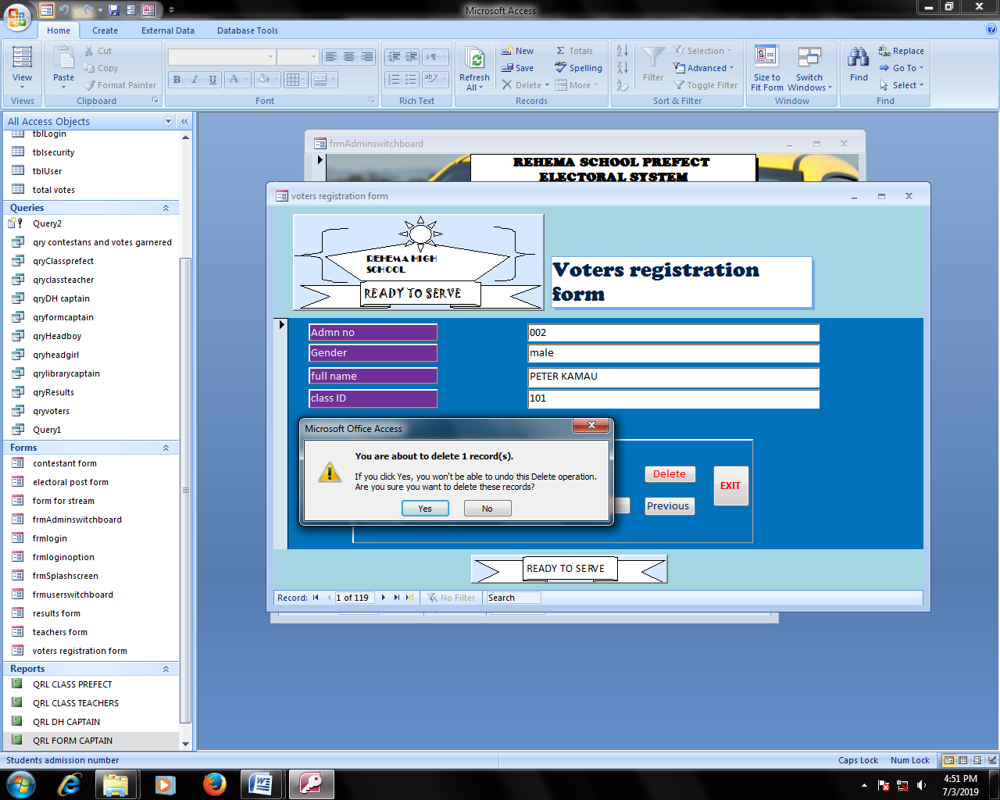 Microsoft Access
Home Create External Data Database Tools
View
Views
Paste
Cut
Copy
Format Painter
Clipboard
B I U A
Font
Rich Text
Refresh All
New
Save
Delete
Totals
Spelling
More
Records
Filter
Selection
Advanced
Toggle Filter
Sort & Filter
Size to Fit Form
Switch Windows
Window
Find
Replace
Go To
Select
Find
All Access Objects
tblLogin
tblsecurity
tblUser
total votes
Queries
Query2
qry contestans and votes garnered
qryClassprefect
qryclassteacher
qryDH captain
qryformcaptain
qryHeadboy
qryheadgirl
qrylibrarycaptain
qryResults
qryvoters
Query1
Forms
contestant form
electoral post form
form for stream
frmAdminswitchboard
frmlogin
frmloginoption
frmSplashscreen
frmuserswitchboard
results form
teachers form
voters registration form
Reports
QRL CLASS PREFECT
QRL CLASS TEACHERS
QRL DH CAPTAIN
QRL FORM CAPTAIN
frmAdminswitchboard
REHEMA SCHOOL PREFECT
ELECTORAL SYSTEM
voters registration form
REHEMA HIGH
SCHOOL
READY TO SERVE
Voters registration
form
Admn no 002
Gender male
full name PETER KAMAU
class ID 101
Microsoft Office Access
You are about to delete 1 record(s).
If you click Yes, you won't be able to undo this Delete operation.
Are you sure you want to delete these records?
Yes No
Delete
Previous
EXIT
READY TO SERVE
Record: 1 of 119 No Filter Search
Students admission number
Caps Lock Num Lock
4:51 PM
7/3/2019